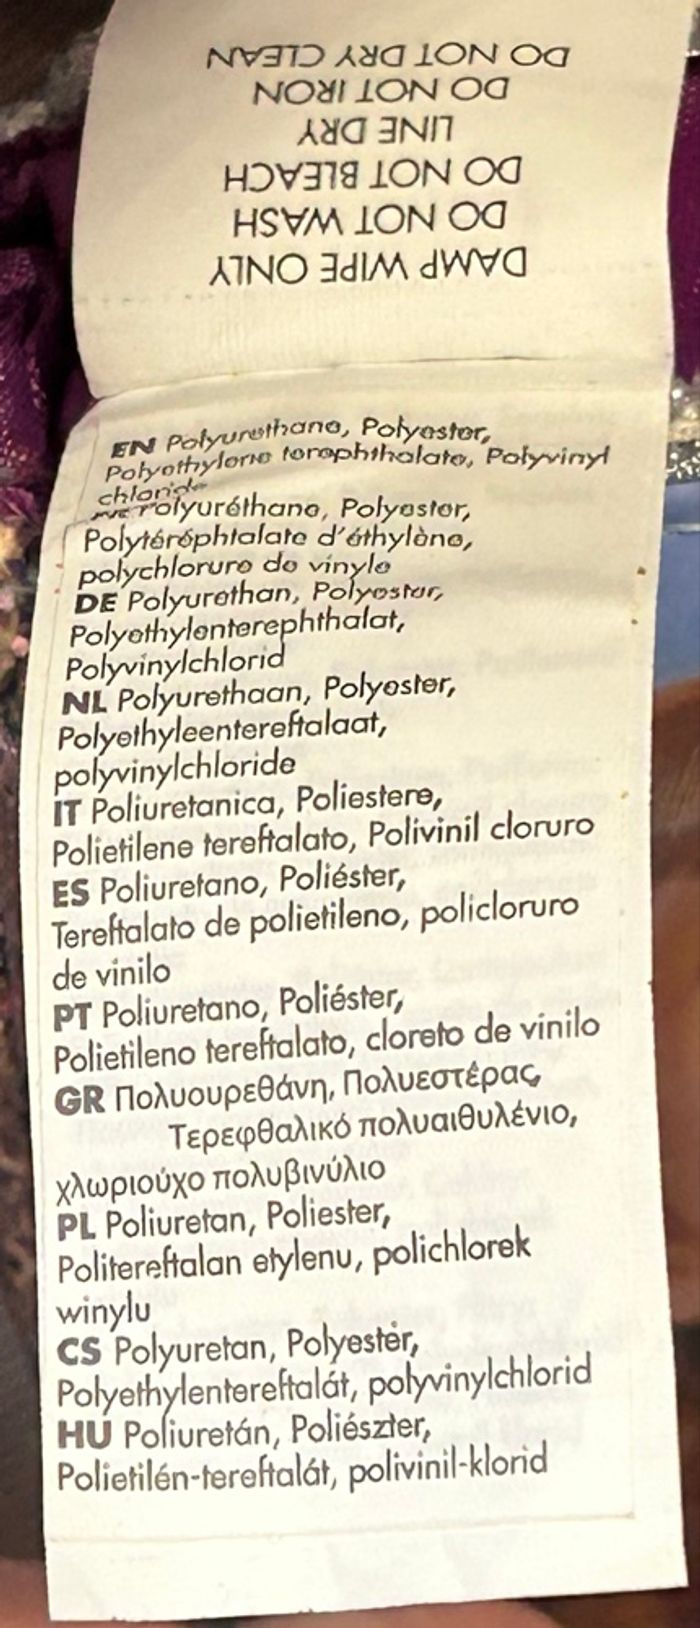 DAMP WIPE ONLY
DO NOT WASH
DO NOT BLEACH
LINE DRY
DO NOT IRON
DO NOT DRY CLEAN
EN Polyurethane, Polyester,
Polyethylene terephthalate, Polyvinyl
chloride
Polyuréthane, Polyester,
Polytéréphtalate d'éthylène,
polychlorure de vinyle
DE Polyurethan, Polyester,
Polyethylenterephthalat,
Polyvinylchlorid
NL Polyurethaan, Polyester,
Polyethyleentereftalaat,
polyvinylchloride
IT Poliuretanica, Poliestere,
Polietilene tereftalato, Polivinil cloruro
ES Poliuretano, Poliéster,
Tereftalato de polietileno, policloruro
de vinilo
PT Poliuretano, Poliéster,
Polietileno tereftalato, cloreto de vinilo
GR Πολυουρεθάνη, Πολυεστέρας,
Τερεφθαλικό πολυαιθυλένιο,
χλωριούχο πολυβινύλιο
PL Poliuretan, Poliester,
Politereftalan etylenu, polichlorek
winylu
CS Polyuretan, Polyester,
Polyethylentereftalát, polyvinylchlorid
HU Poliuretán, Poliészter,
Polietilén-tereftalát, polivinil-klorid